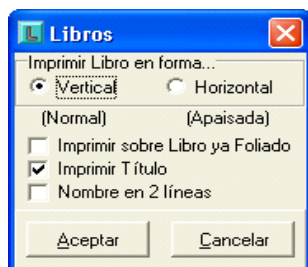 Libros
Imprimir Libro en forma...
Vertical Horizontal
(Normal) (Apaisada)
Imprimir sobre Libro ya Foliado
Imprimir Título
Nombre en 2 líneas
Aceptar Cancelar